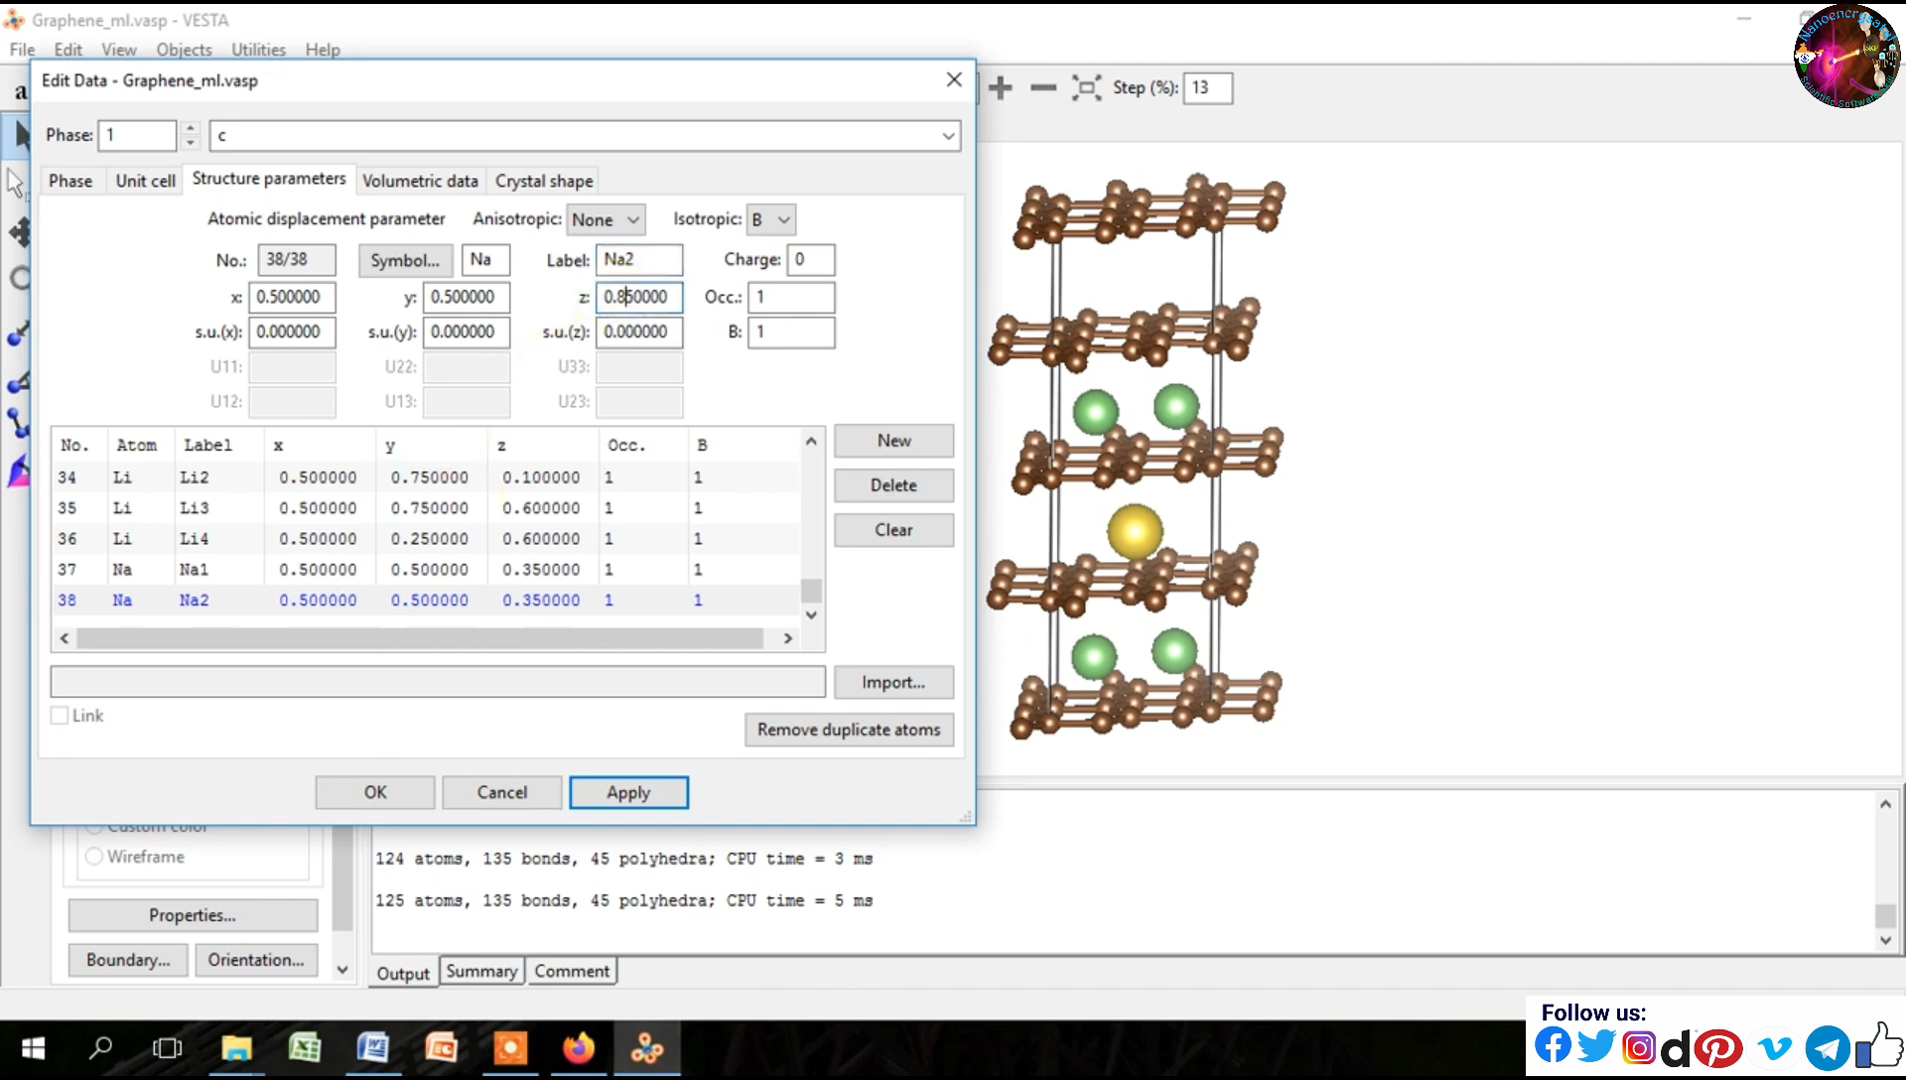 Graphene_ml.vasp - VESTA
File Edit View Objects Utilities Help
Edit Data - Graphene_ml.vasp
Step (%): 13
Phase: 1 c
Phase Unit cell Structure parameters Volumetric data Crystal shape
Atomic displacement parameter Anisotropic: None Isotropic: B
No.: 38/38 Symbol... Na Label: Na2 Charge: 0
x: 0.500000 y: 0.500000 z: 0.850000 Occ.: 1
s.u.(x): 0.000000 s.u.(y): 0.000000 s.u.(z): 0.000000 B: 1
U11: U22: U33:
U12: U13: U23:
No. Atom Label x y z Occ. B
34 Li Li2 0.500000 0.750000 0.100000 1 1
35 Li Li3 0.500000 0.750000 0.600000 1 1
36 Li Li4 0.500000 0.250000 0.600000 1 1
37 Na Na1 0.500000 0.500000 0.350000 1 1
38 Na Na2 0.500000 0.500000 0.350000 1 1
New
Delete
Clear
Import...
Link
Remove duplicate atoms
OK Cancel Apply
Custom color
Wireframe
Properties...
Boundary... Orientation...
124 atoms, 135 bonds, 45 polyhedra; CPU time = 3 ms
125 atoms, 135 bonds, 45 polyhedra; CPU time = 5 ms
Output Summary Comment
Follow us: